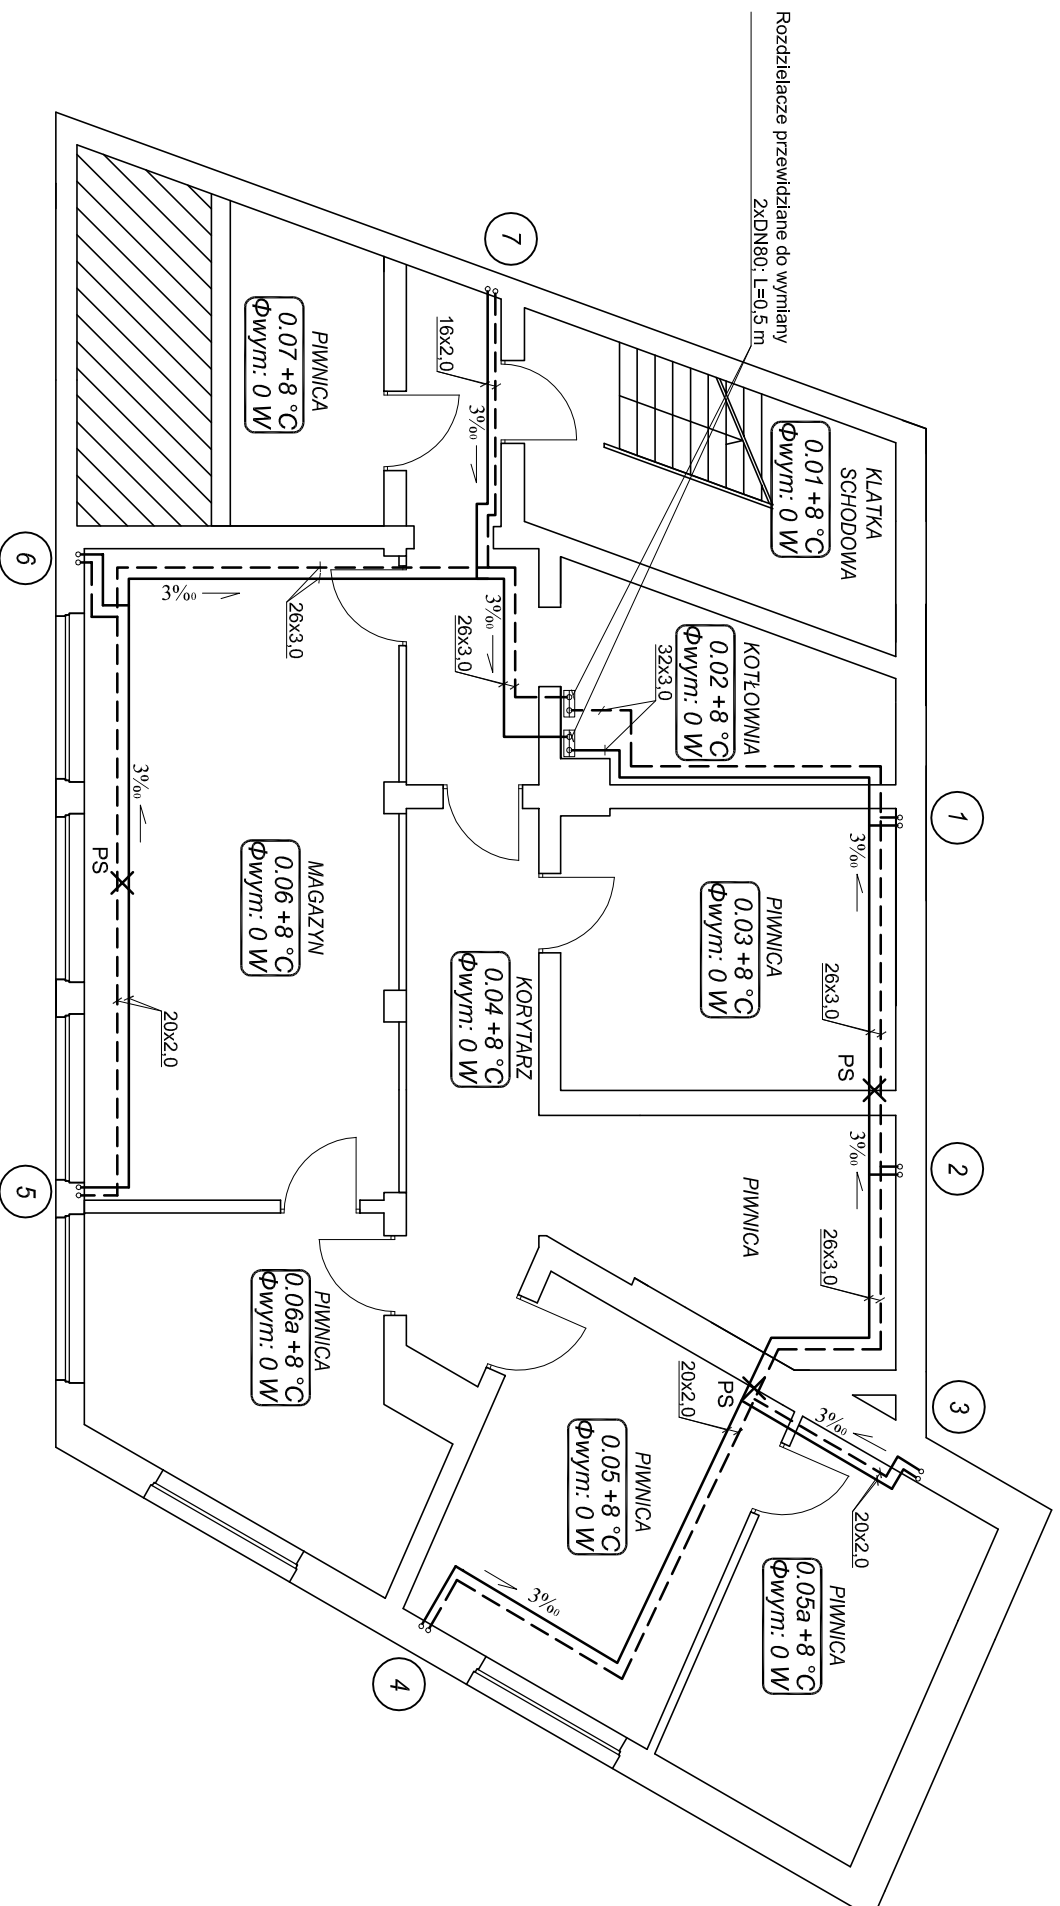 Rozdzielacze przewidziane do wymiany
2xDN80; L=0,5 m
7
16x2,0
3‰
PIWNICA
0.07 +8 °C
Φwym: 0 W
KLATKA
SCHODOWA
0.01 +8 °C
Φwym: 0 W
6
3‰
26x3,0
3‰
26x3,0
KOTŁOWNIA
0.02 +8 °C
Φwym: 0 W
32x3,0
1
3‰
PIWNICA
0.03 +8 °C
Φwym: 0 W
26x3,0
PS
3‰
PS
20x2,0
MAGAZYN
0.06 +8 °C
Φwym: 0 W
KORYTARZ
0.04 +8 °C
Φwym: 0 W
2
3‰
PIWNICA
26x3,0
5
PIWNICA
0.06a +8 °C
Φwym: 0 W
3
3‰
PS
20x2,0
20x2,0
PIWNICA
0.05 +8 °C
Φwym: 0 W
PIWNICA
0.05a +8 °C
Φwym: 0 W
3‰
4